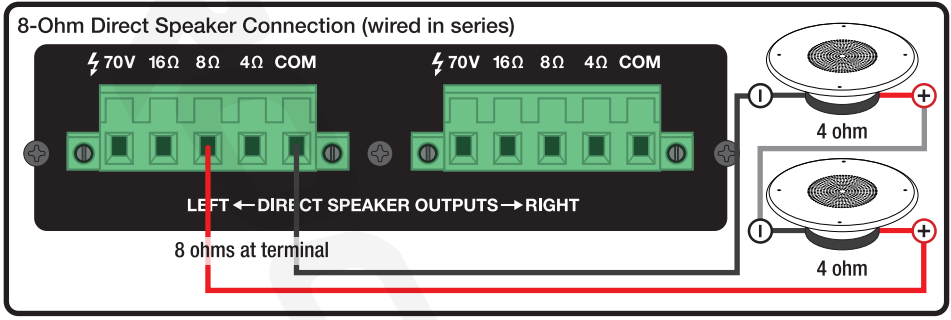 8-Ohm Direct Speaker Connection (wired in series)
70V 16Ω 8Ω 4Ω COM
70V 16Ω 8Ω 4Ω COM
4 ohm
LEFT ←DIRECT SPEAKER OUTPUTS→ RIGHT
8 ohms at terminal
4 ohm